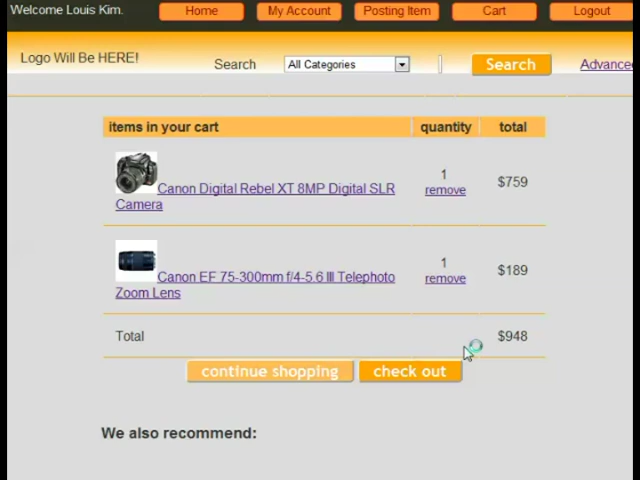 Welcome Louis Kim.
Home
My Account
Posting Item
Cart
Logout
Logo Will Be HERE!
Search
All Categories
Search
Advanced
items in your cart
quantity
total
Canon Digital Rebel XT 8MP Digital SLR
Camera
1
remove
$759
Canon EF 75-300mm f/4-5.6 III Telephoto
Zoom Lens
1
remove
$189
Total
$948
continue shopping
check out
We also recommend: